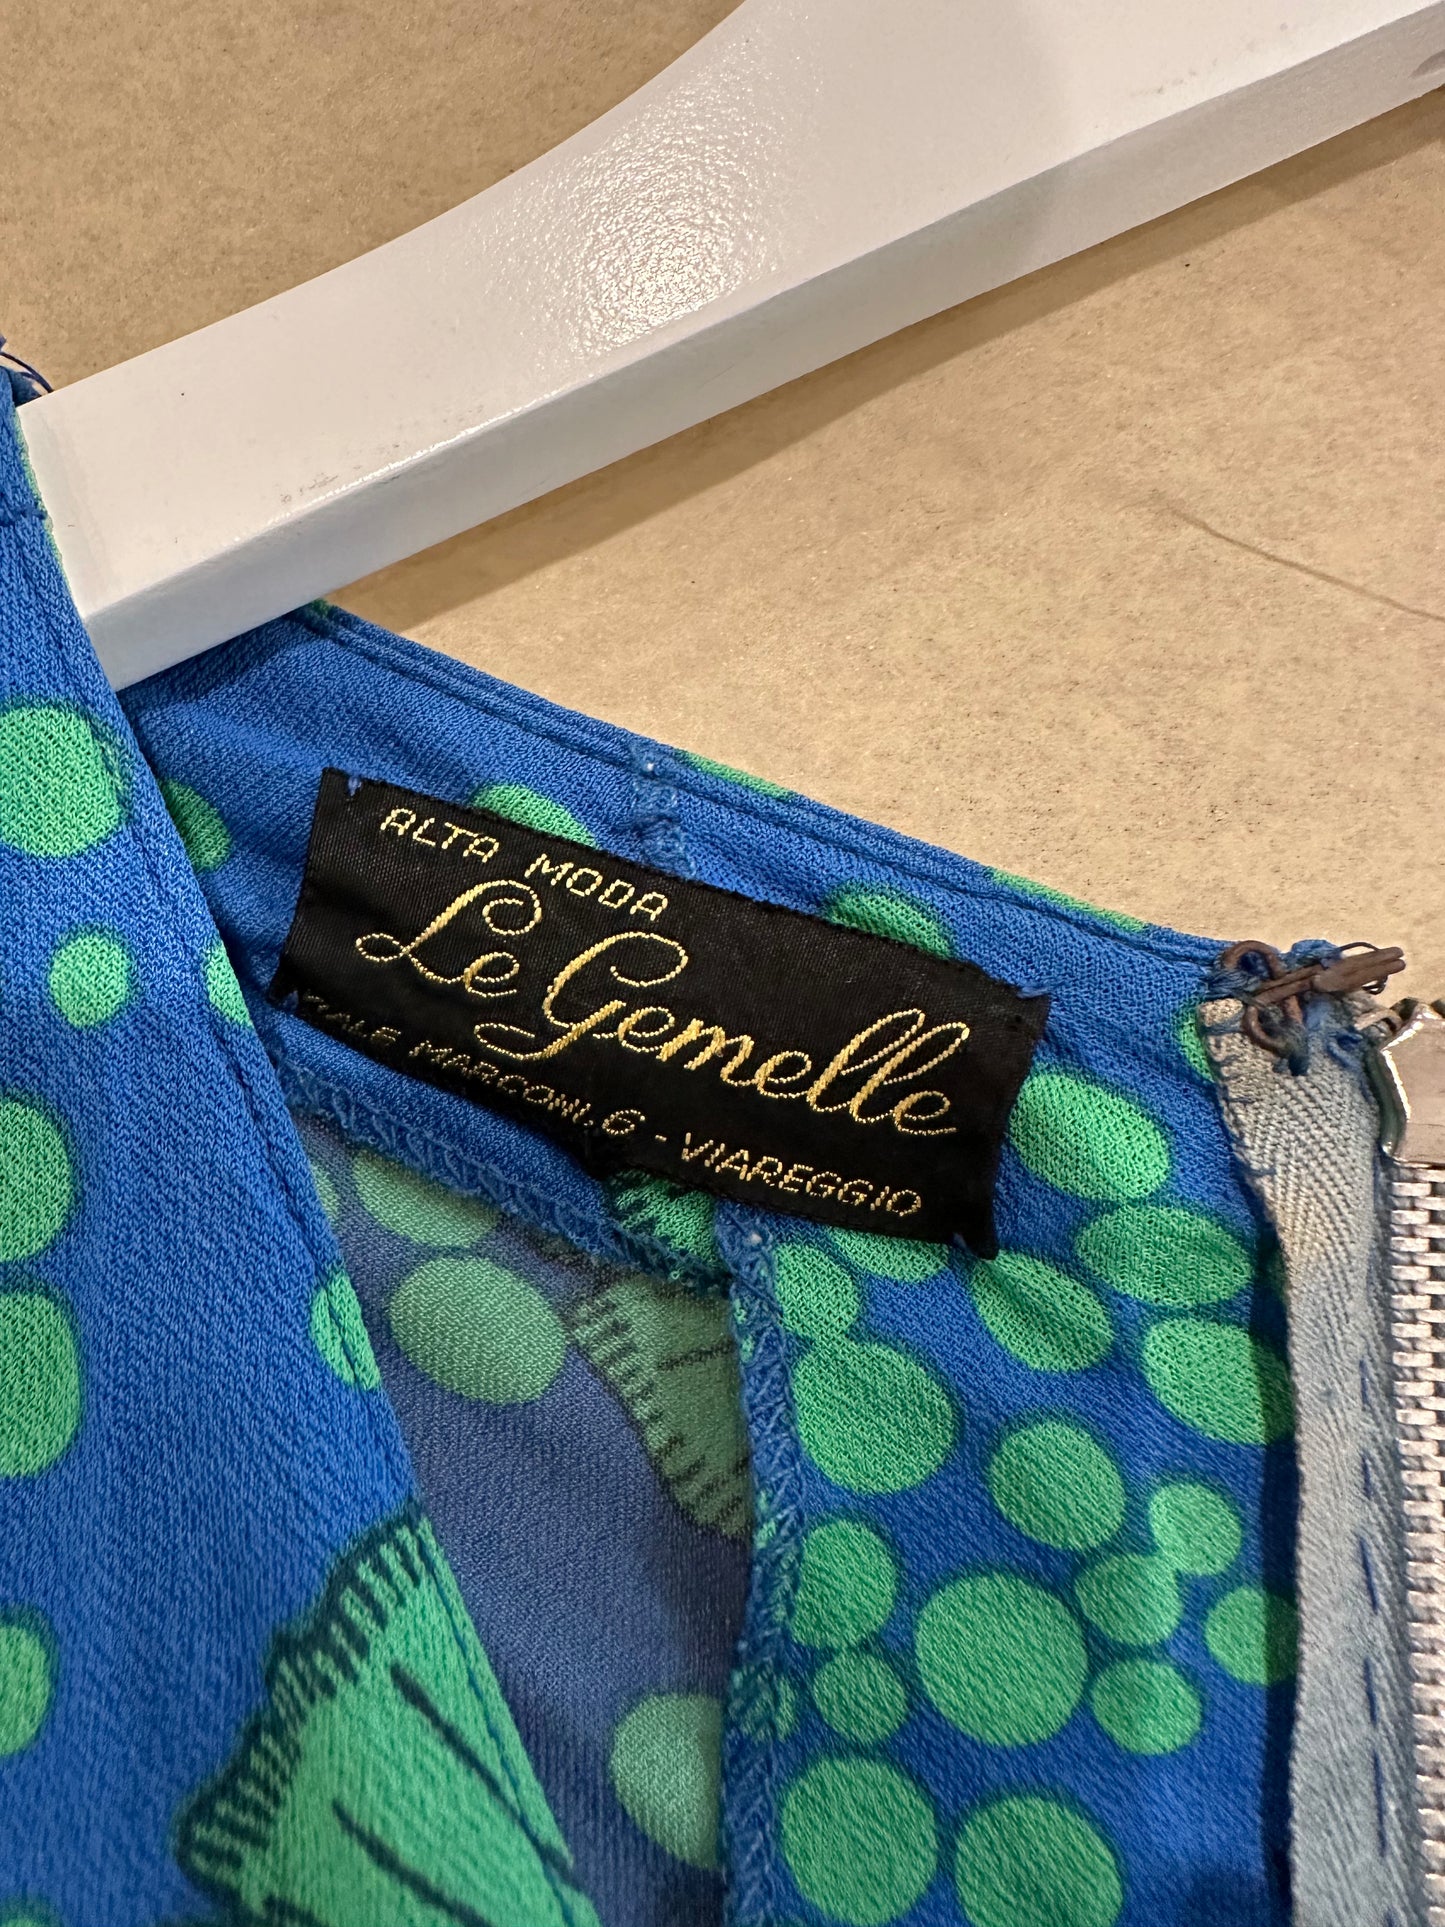 ALTA MODA
Le Gemelle
MARCONI.6 - VIAREGGIO